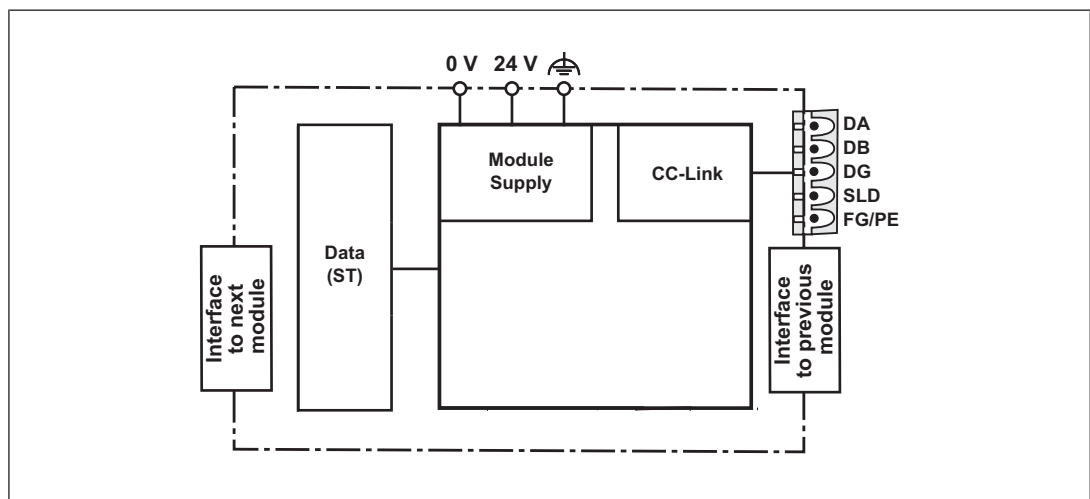 0 V 24 V
Module
Supply
CC-Link
DA
DB
DG
SLD
FG/PE
Data
(ST)
Interface
to next
module
Interface
to previous
module